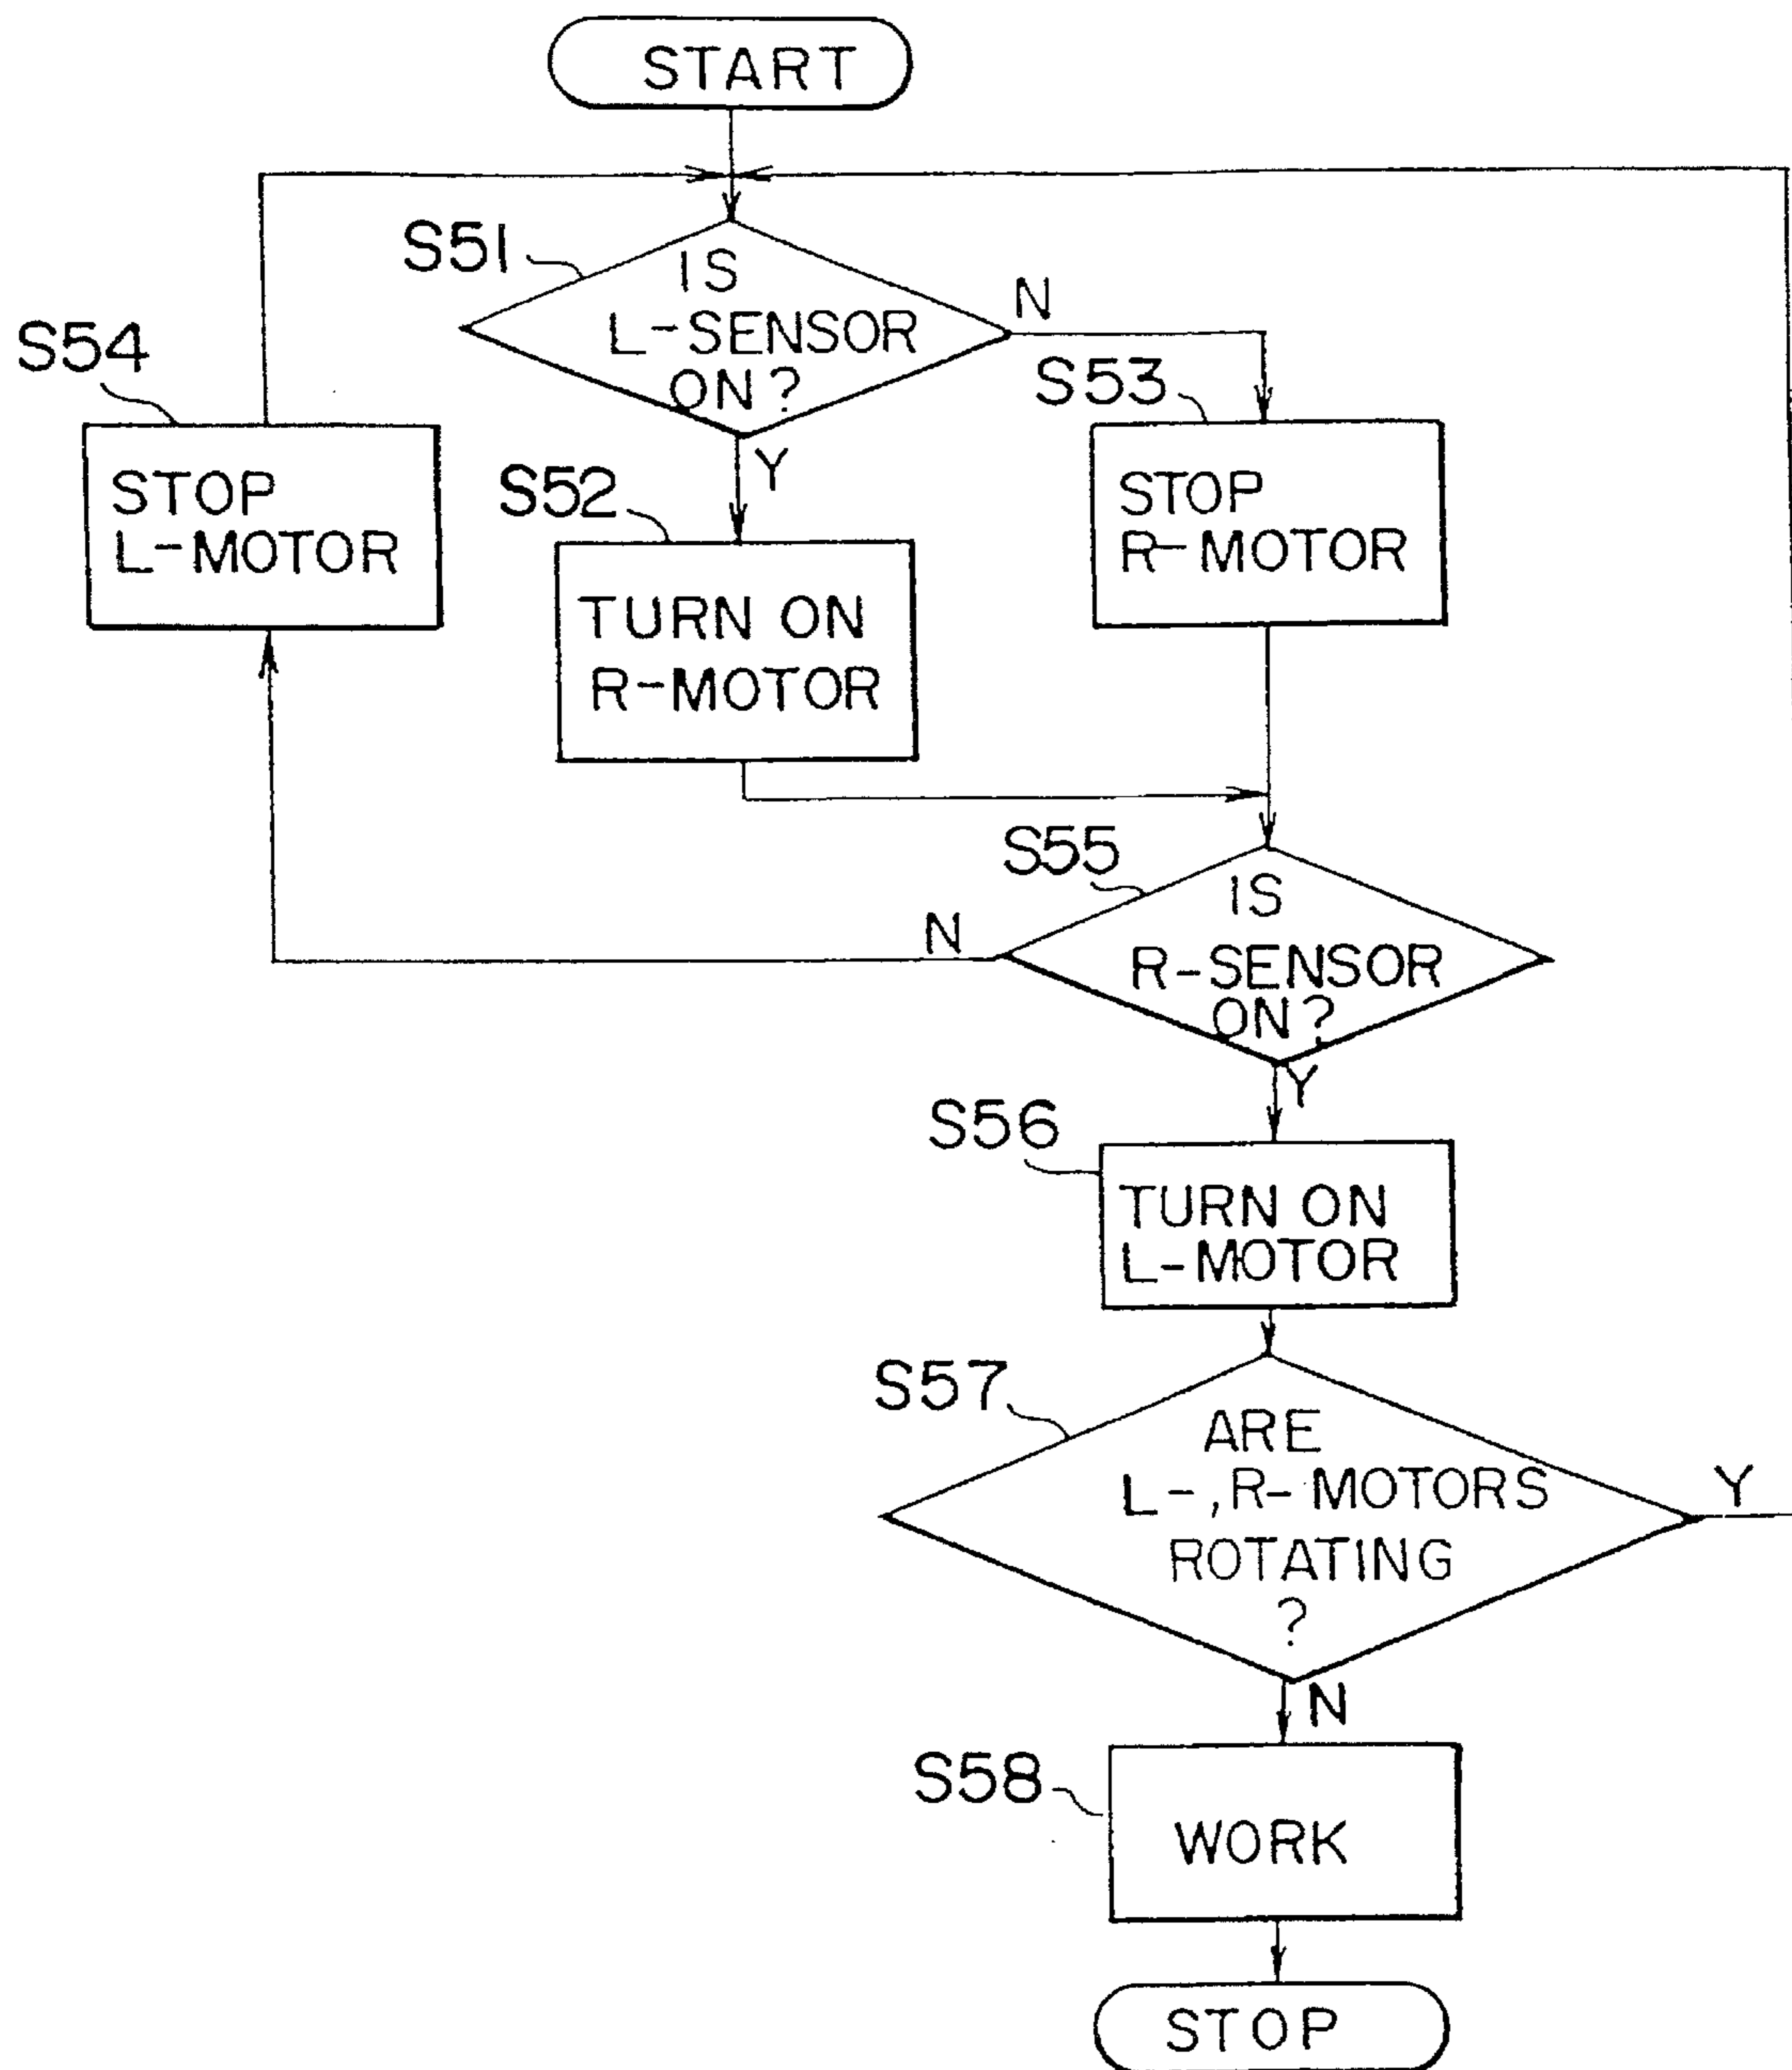 START
S51
IS
L-SENSOR
ON?
N
Y
S54
STOP
L-MOTOR
S52
TURN ON
R-MOTOR
S53
STOP
R-MOTOR
S55
IS
R-SENSOR
ON?
N
Y
S56
TURN ON
L-MOTOR
S57
ARE
L-,R-MOTORS
ROTATING
?
Y
N
S58
WORK
STOP